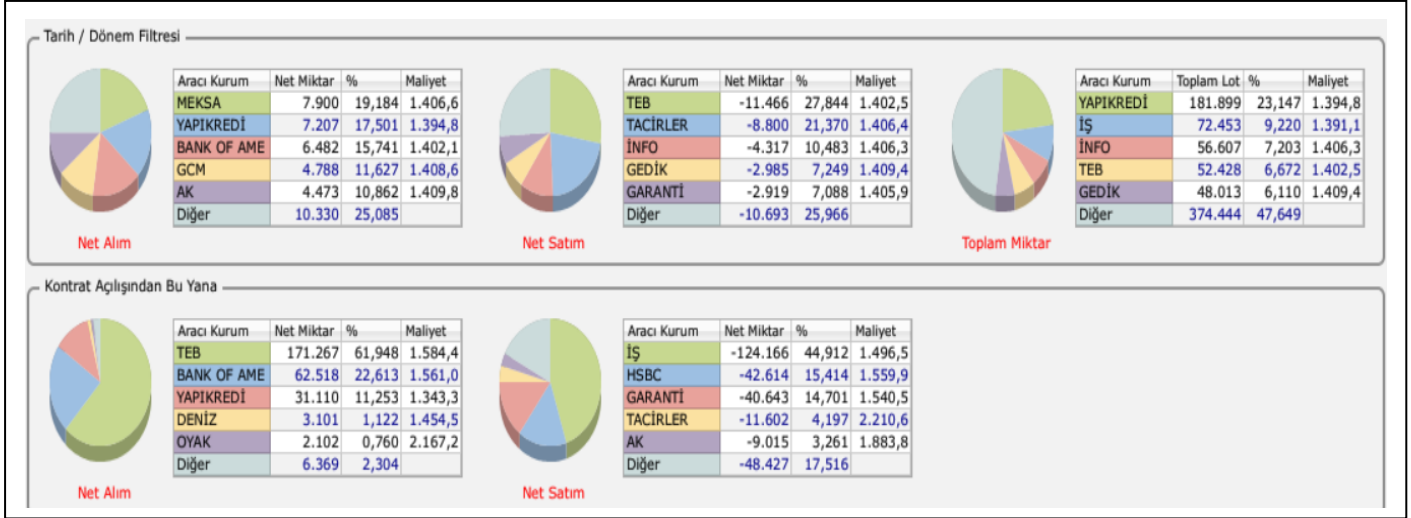 Tarih / Dönem Filtresi
Aracı Kurum Net Miktar % Maliyet
MEKSA 7.900 19,184 1.406,6
YAPIKREDİ 7.207 17,501 1.394,8
BANK OF AME 6.482 15,741 1.402,1
GCM 4.788 11,627 1.408,6
AK 4.473 10,862 1.409,8
Diğer 10.330 25,085
Net Alım
Aracı Kurum Net Miktar % Maliyet
TEB -11.466 27,844 1.402,5
TACİRLER -8.800 21,370 1.406,4
İNFO -4.317 10,483 1.406,3
GEDİK -2.985 7,249 1.409,4
GARANTİ -2.919 7,088 1.405,9
Diğer -10.693 25,966
Net Satım
Aracı Kurum Toplam Lot % Maliyet
YAPIKREDİ 181.899 23,147 1.394,8
İŞ 72.453 9,220 1.391,1
İNFO 56.607 7,203 1.406,3
TEB 52.428 6,672 1.402,5
GEDİK 48.013 6,110 1.409,4
Diğer 374.444 47,649
Toplam Miktar
Kontrat Açılışından Bu Yana
Aracı Kurum Net Miktar % Maliyet
TEB 171.267 61,948 1.584,4
BANK OF AME 62.518 22,613 1.561,0
YAPIKREDİ 31.110 11,253 1.343,3
DENİZ 3.101 1,122 1.454,5
OYAK 2.102 0,760 2.167,2
Diğer 6.369 2,304
Net Alım
Aracı Kurum Net Miktar % Maliyet
İŞ -124.166 44,912 1.496,5
HSBC -42.614 15,414 1.559,9
GARANTİ -40.643 14,701 1.540,5
TACİRLER -11.602 4,197 2.210,6
AK -9.015 3,261 1.883,8
Diğer -48.427 17,516
Net Satım